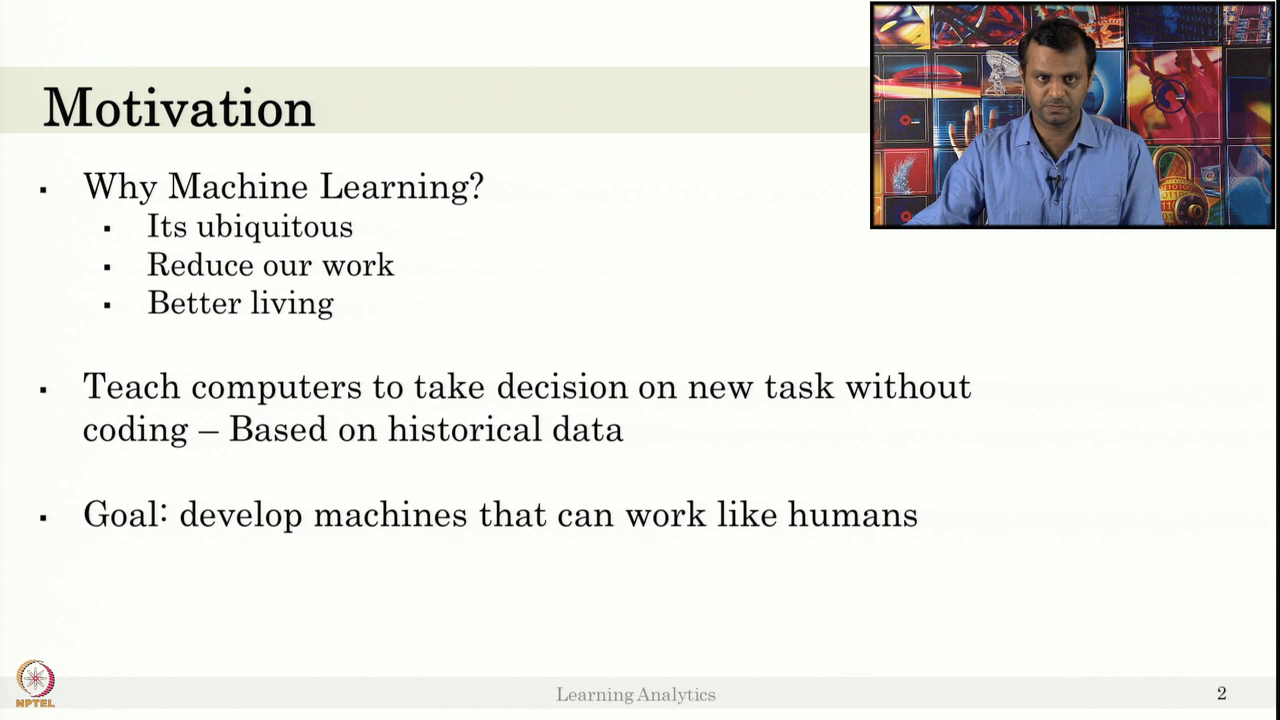 Motivation
▪ Why Machine Learning?
▪ Its ubiquitous
▪ Reduce our work
▪ Better living
▪ Teach computers to take decision on new task without
coding – Based on historical data
▪ Goal: develop machines that can work like humans
NPTEL
Learning Analytics
2